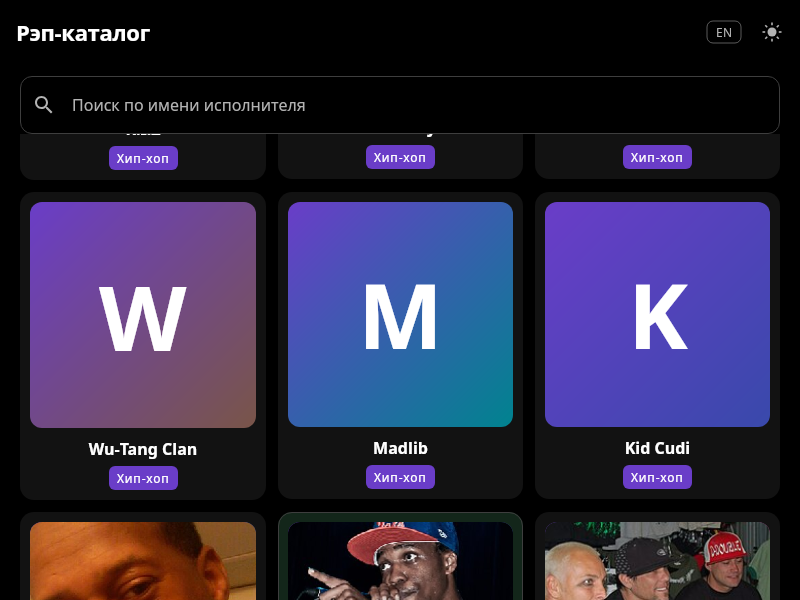 Рэп-каталог
EN
Поиск по имени исполнителя
Хип-хоп
Хип-хоп
Хип-хоп
W
M
K
Wu-Tang Clan
Madlib
Kid Cudi
Хип-хоп
Хип-хоп
Хип-хоп